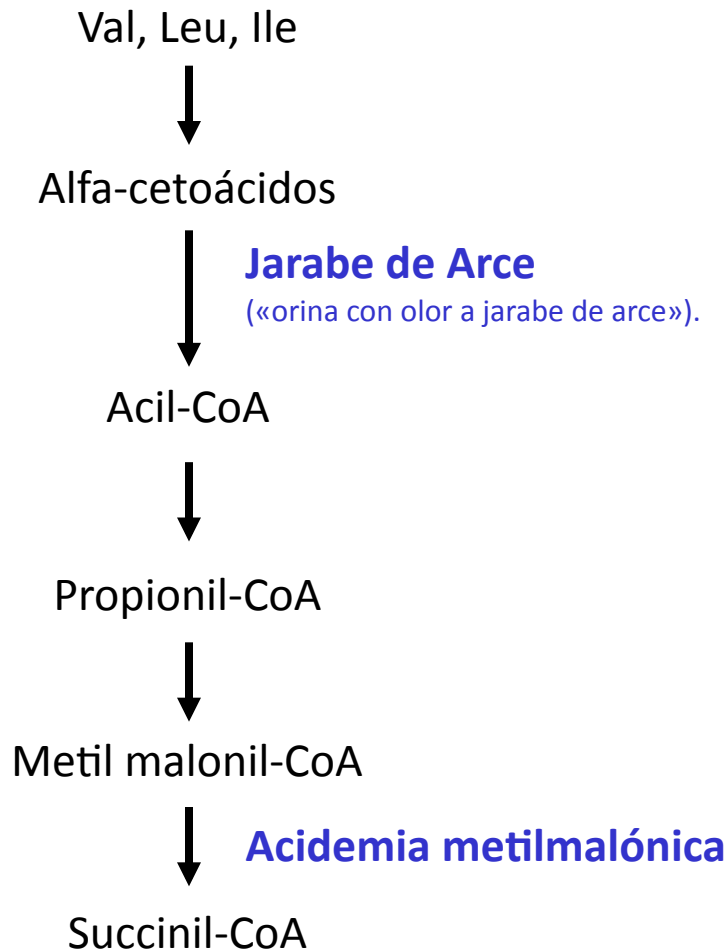 Val, Leu, Ile
Alfa-cetoácidos
Jarabe de Arce
(«orina con olor a jarabe de arce»).
Acil-CoA
Propionil-CoA
Metil malonil-CoA
Acidemia metilmalónica
Succinil-CoA